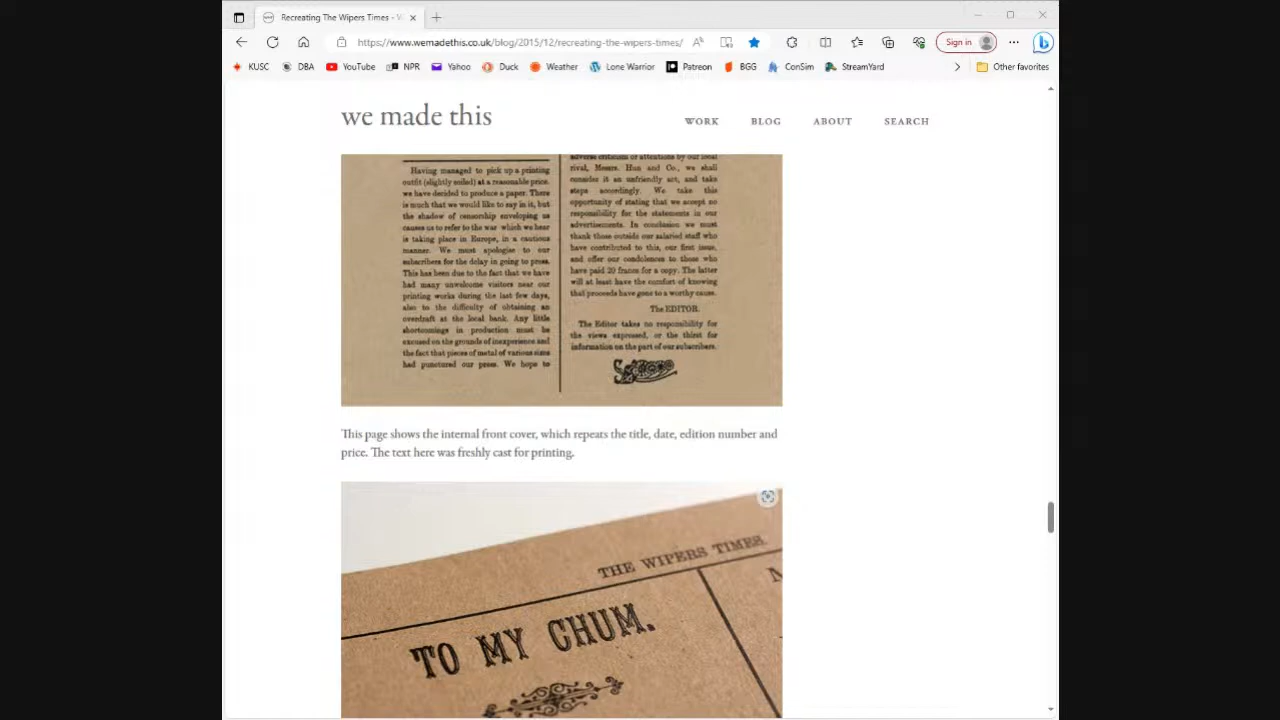 Recreating The Wipers Times - W
https://www.wemadethis.co.uk/blog/2015/12/recreating-the-wipers-times/
Sign in
KUSC DBA YouTube NPR Yahoo Duck Weather Lone Warrior Patreon BGG ConSim StreamYard Other favorites
we made this
WORK BLOG ABOUT SEARCH
Having managed to pick up a printing
outfit (slightly soiled) at a reasonable price.
we have decided to produce a paper. There
is much that we would like to say in it, but
the shadow of censorship enveloping us
causes us to refer to the war which we hear
is taking place in Europe, in a cautious
manner. We must apologise to our
subscribers for the delay in going to press.
This has been due to the fact that we have
had many unwelcome visitors near our
printing works during the last few days,
also to the difficulty of obtaining an
overdraft at the local bank. Any little
shortcomings in production must be
excused on the grounds of inexperience and
the fact that pieces of metal of various sizes
had punctured our press. We hope to
adverse criticism or attentions by our local
rival, Messrs. Hun and Co., we shall
consider it an unfriendly act, and take
steps accordingly. We take this
opportunity of stating that we accept no
responsibility for the statements in our
advertisements. In conclusion we must
thank those outside our salaried staff who
have contributed to this, our first issue,
and offer our condolences to those who
have paid 20 francs for a copy. The latter
will at least have the comfort of knowing
that proceeds have gone to a worthy cause.
The EDITOR.
The Editor takes no responsibility for
the views expressed, or the thirst for
information on the part of our subscribers.
This page shows the internal front cover, which repeats the title, date, edition number and
price. The text here was freshly cast for printing.
THE WIPERS TIMES.
TO MY CHUM.